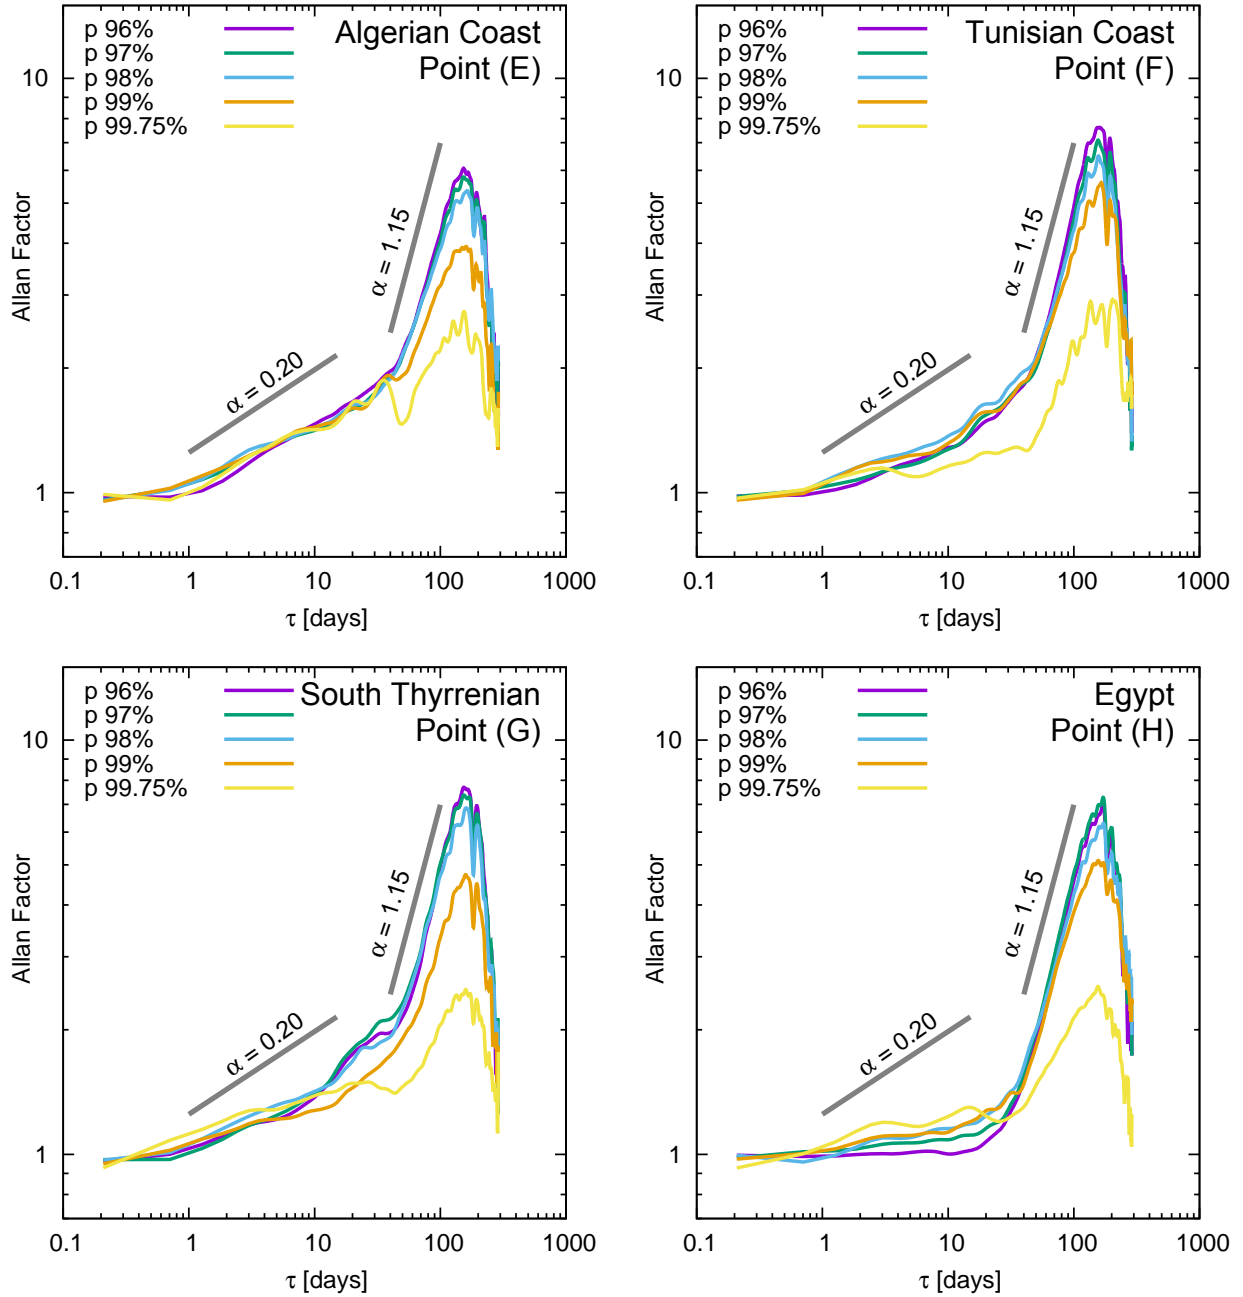 p 96%
p 97%
p 98%
p 99%
p 99.75%
Algerian Coast
Point (E)
10
1
Allan Factor
α = 0.20
α = 1.15
0.1 1 10 100 1000
τ [days]
p 96%
p 97%
p 98%
p 99%
p 99.75%
Tunisian Coast
Point (F)
10
1
Allan Factor
α = 0.20
α = 1.15
0.1 1 10 100 1000
τ [days]
p 96%
p 97%
p 98%
p 99%
p 99.75%
South Thyrrenian
Point (G)
10
1
Allan Factor
α = 0.20
α = 1.15
0.1 1 10 100 1000
τ [days]
p 96%
p 97%
p 98%
p 99%
p 99.75%
Egypt
Point (H)
10
1
Allan Factor
α = 0.20
α = 1.15
0.1 1 10 100 1000
τ [days]